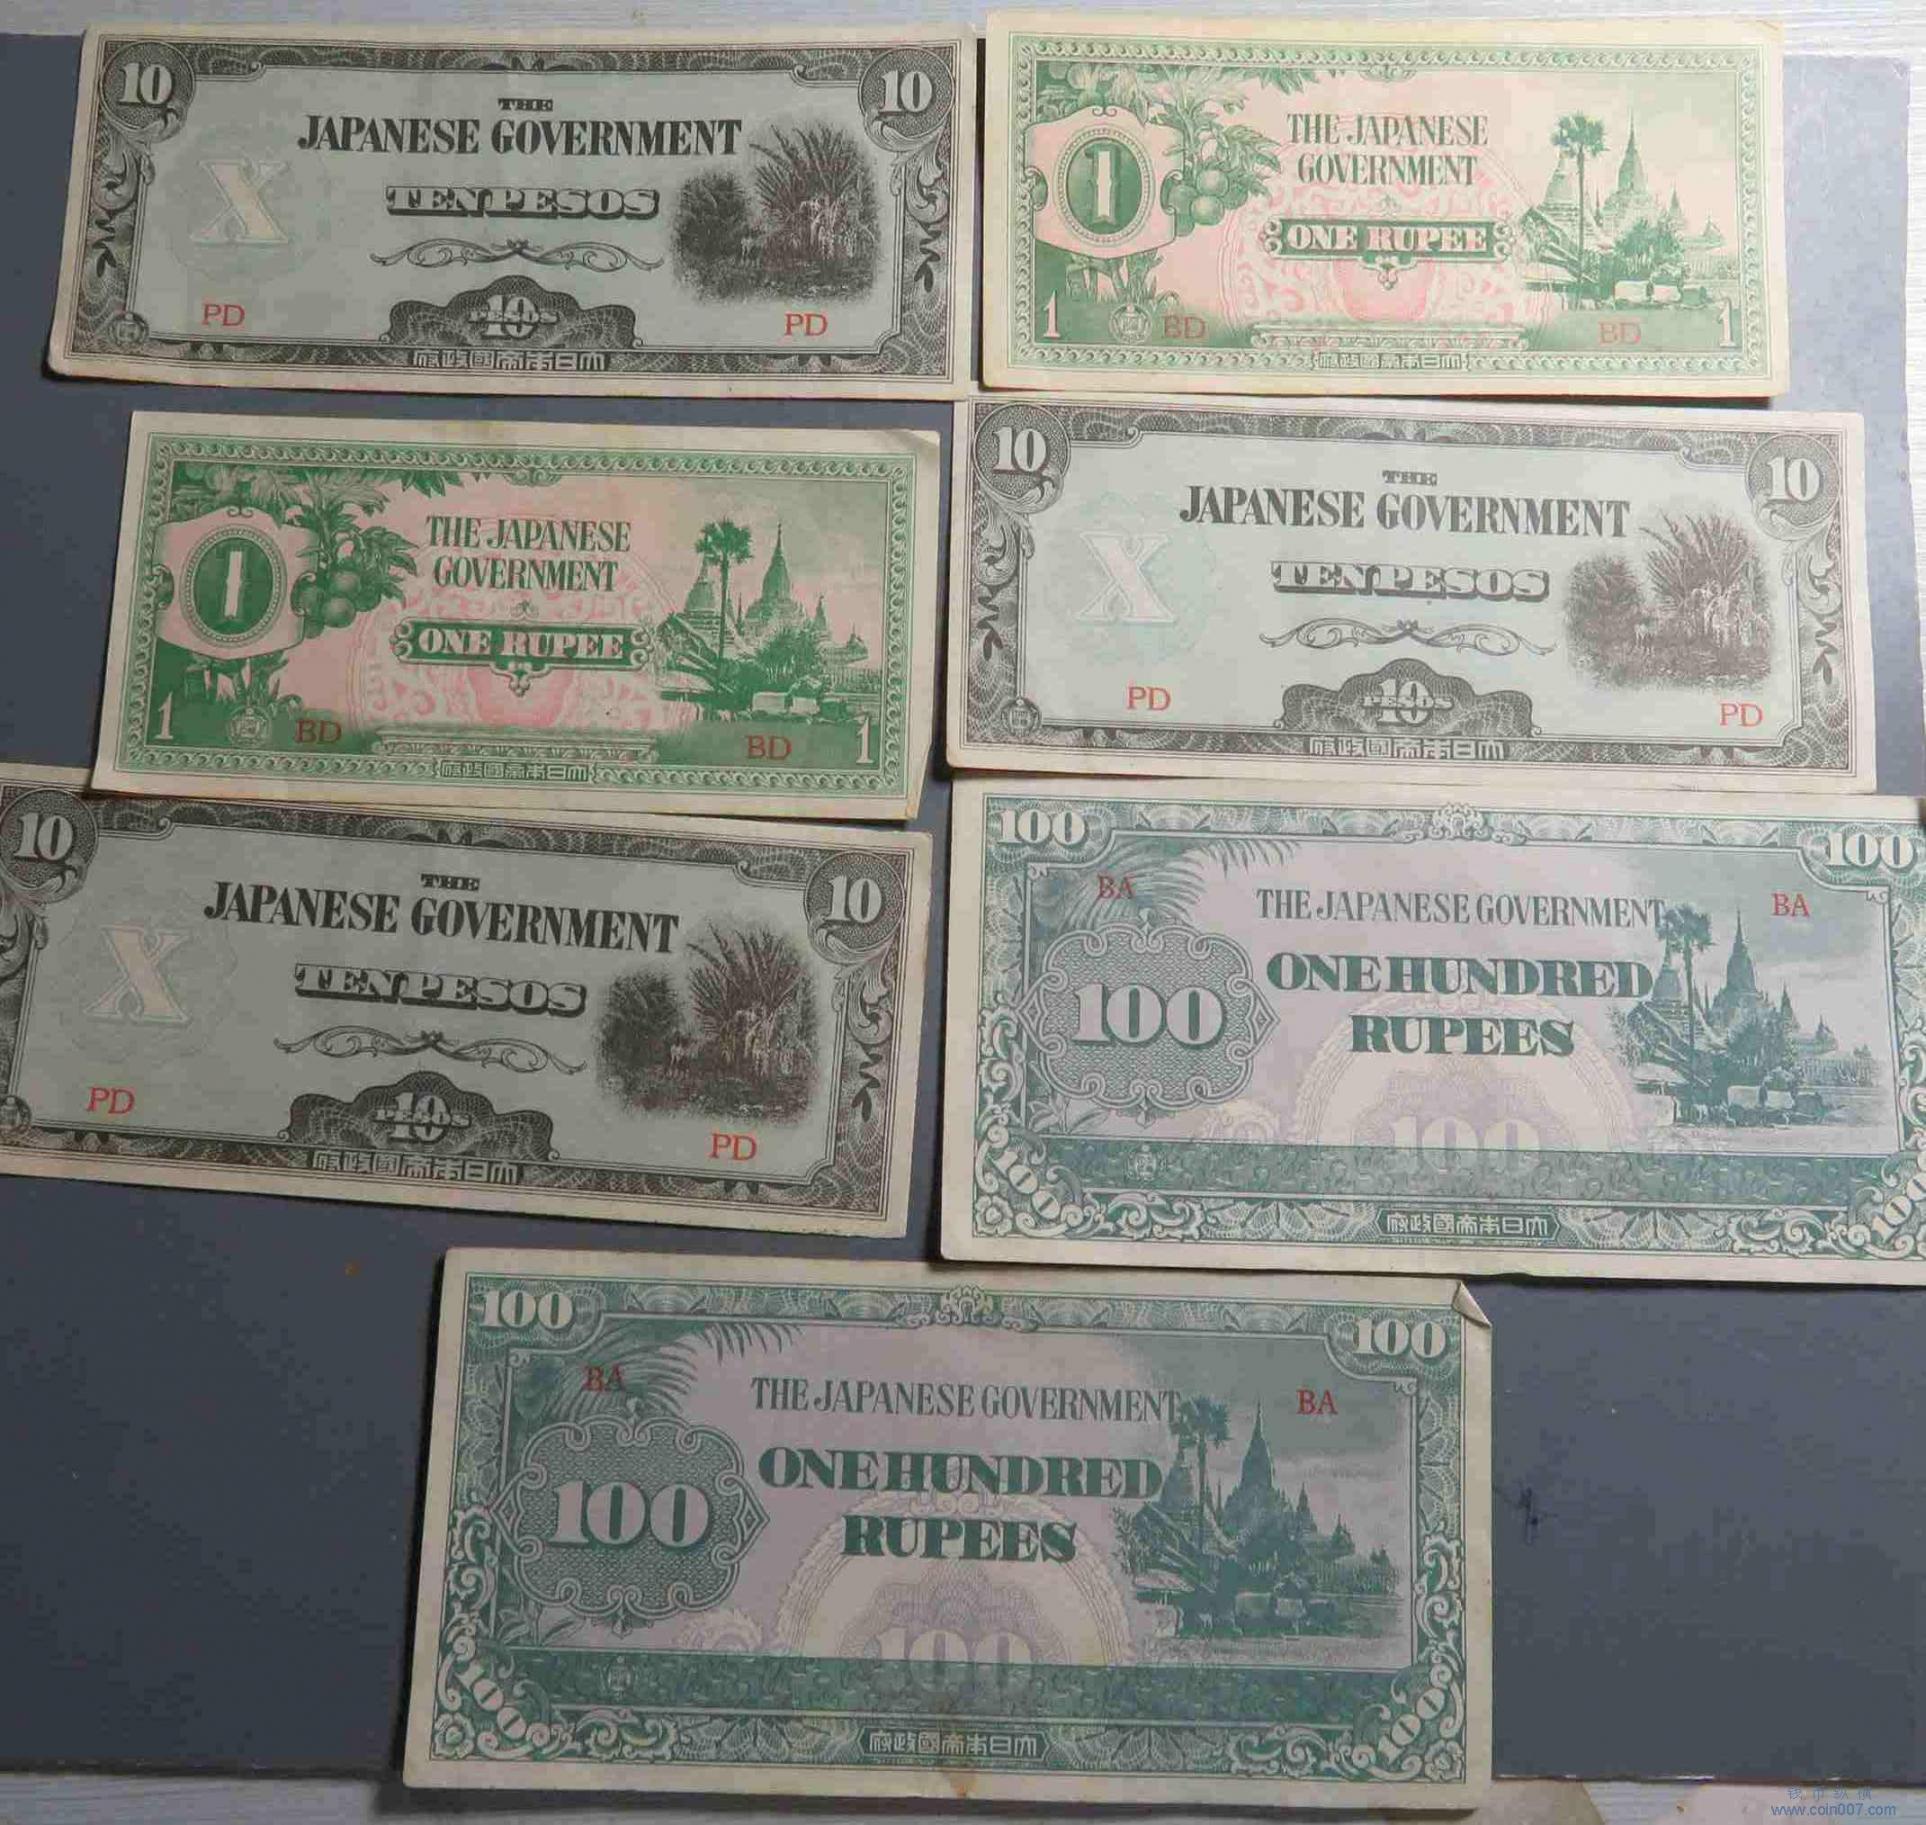 10
10
THE
JAPANESE GOVERNMENT
TEN PESOS
X
PD
PD
10
PESOS
府政國帝本日大
1
THE JAPANESE
GOVERNMENT
ONE RUPEE
1
BD
BD
1
府政國帝本日大
1
THE JAPANESE
GOVERNMENT
ONE RUPEE
1
BD
BD
1
府政國帝本日大
10
10
THE
JAPANESE GOVERNMENT
TEN PESOS
X
PD
PD
10
PESOS
府政國帝本日大
10
10
THE
JAPANESE GOVERNMENT
TEN PESOS
X
PD
PD
10
PESOS
府政國帝本日大
100
100
BA
BA
THE JAPANESE GOVERNMENT
ONE HUNDRED
100
RUPEES
100
100
100
府政國帝本日大
100
100
BA
BA
THE JAPANESE GOVERNMENT
ONE HUNDRED
100
RUPEES
100
100
100
府政國帝本日大
钱币纵横
www.coin007.com